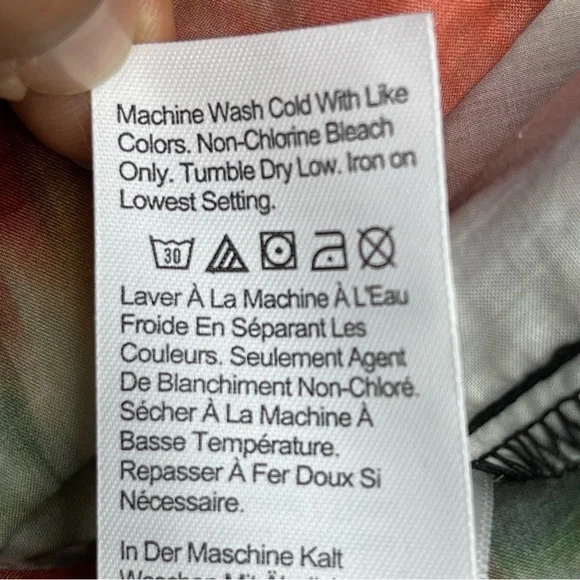 Machine Wash Cold With Like
Colors. Non-Chlorine Bleach
Only. Tumble Dry Low. Iron on
Lowest Setting.
30
Laver À La Machine À L'Eau
Froide En Séparant Les
Couleurs. Seulement Agent
De Blanchiment Non-Chloré.
Sécher À La Machine À
Basse Température.
Repasser À Fer Doux Si
Nécessaire.
In Der Maschine Kalt